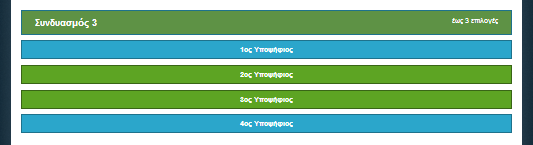 Συνδυασμός 3
έως 3 επιλογές
1ος Υποψήφιος
2ος Υποψήφιος
3ος Υποψήφιος
4ος Υποψήφιος